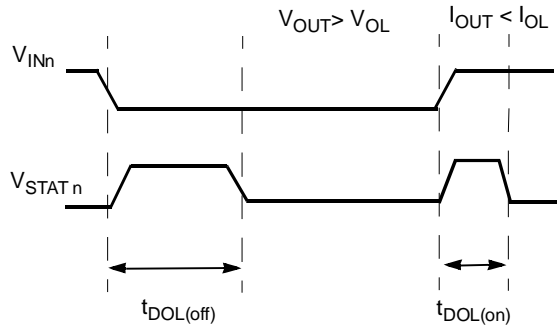 V_OUT > V_OL
I_OUT < I_OL
V_INn
V_STAT n
t_DOL(off)
t_DOL(on)